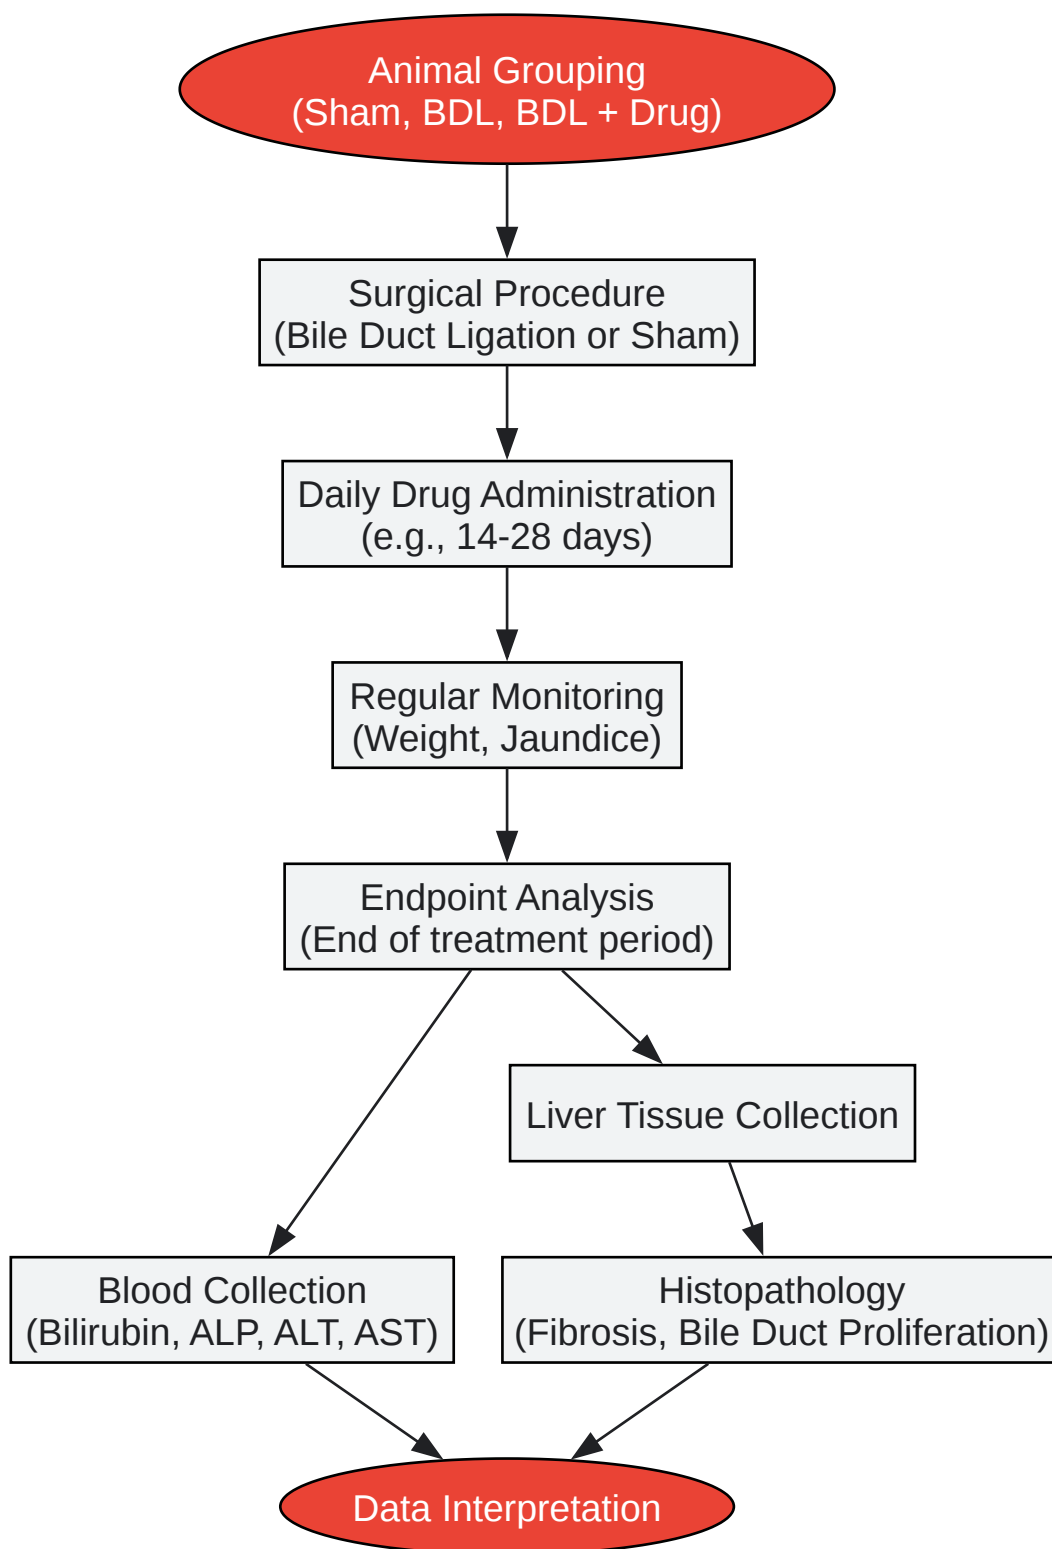 Animal Grouping
(Sham, BDL, BDL + Drug)
Surgical Procedure
(Bile Duct Ligation or Sham)
Daily Drug Administration
(e.g., 14-28 days)
Regular Monitoring
(Weight, Jaundice)
Endpoint Analysis
(End of treatment period)
Liver Tissue Collection
Blood Collection
(Bilirubin, ALP, ALT, AST)
Histopathology
(Fibrosis, Bile Duct Proliferation)
Data Interpretation